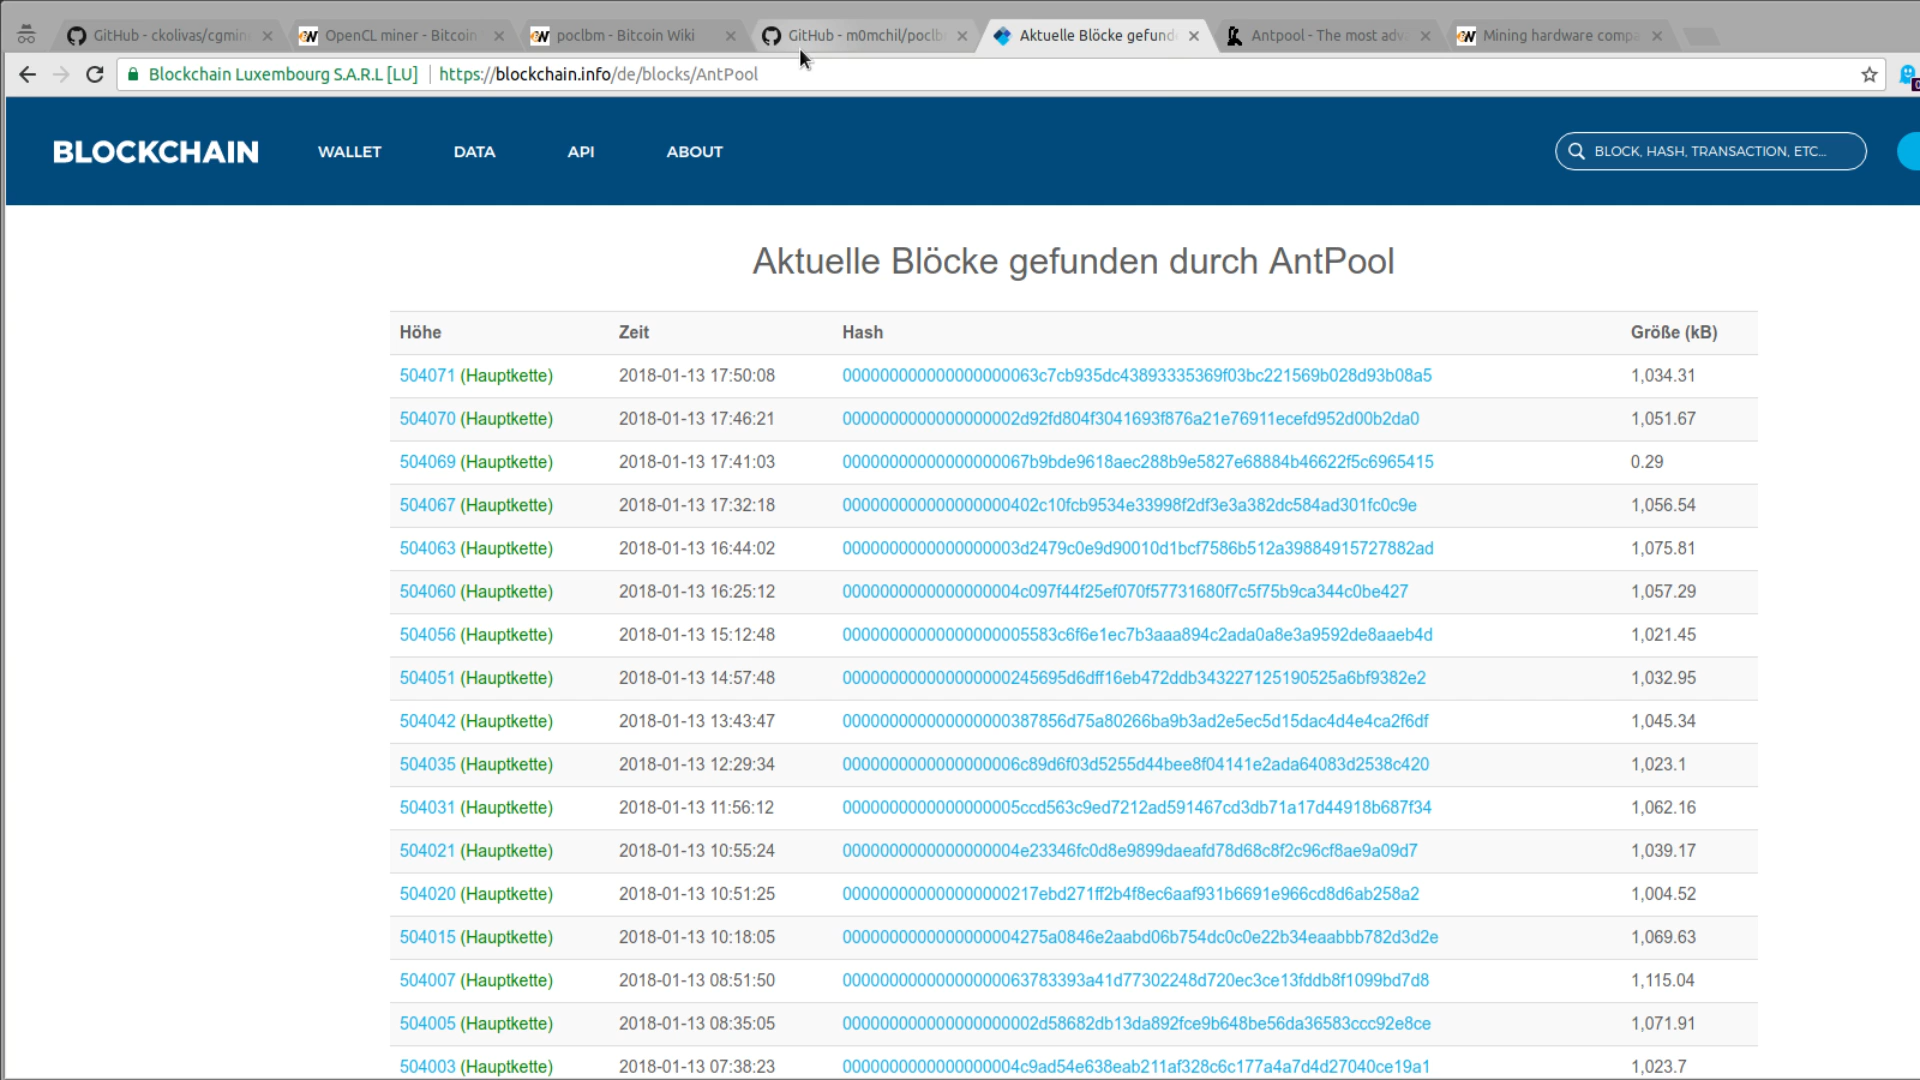 GitHub - ckolivas/cgmin
OpenCL miner - Bitcoin
poclbm - Bitcoin Wiki
GitHub - m0mchil/poclb
Aktuelle Blöcke gefund
Antpool - The most adv
Mining hardware compa
Blockchain Luxembourg S.A.R.L [LU] https://blockchain.info/de/blocks/AntPool
BLOCKCHAIN WALLET DATA API ABOUT BLOCK, HASH, TRANSACTION, ETC...
Aktuelle Blöcke gefunden durch AntPool
Höhe Zeit Hash Größe (kB)
504071 (Hauptkette) 2018-01-13 17:50:08 000000000000000000063c7cb935dc43893335369f03bc221569b028d93b08a5 1,034.31
504070 (Hauptkette) 2018-01-13 17:46:21 0000000000000000002d92fd804f3041693f876a21e76911ecefd952d00b2da0 1,051.67
504069 (Hauptkette) 2018-01-13 17:41:03 00000000000000000067b9bde9618aec288b9e5827e68884b46622f5c6965415 0.29
504067 (Hauptkette) 2018-01-13 17:32:18 000000000000000000402c10fcb9534e33998f2df3e3a382dc584ad301fc0c9e 1,056.54
504063 (Hauptkette) 2018-01-13 16:44:02 0000000000000000003d2479c0e9d90010d1bcf7586b512a39884915727882ad 1,075.81
504060 (Hauptkette) 2018-01-13 16:25:12 0000000000000000004c097f44f25ef070f57731680f7c5f75b9ca344c0be427 1,057.29
504056 (Hauptkette) 2018-01-13 15:12:48 00000000000000000005583c6f6e1ec7b3aaa894c2ada0a8e3a9592de8aaeb4d 1,021.45
504051 (Hauptkette) 2018-01-13 14:57:48 000000000000000000245695d6dff16eb472ddb343227125190525a6bf9382e2 1,032.95
504042 (Hauptkette) 2018-01-13 13:43:47 000000000000000000387856d75a80266ba9b3ad2e5ec5d15dac4d4e4ca2f6df 1,045.34
504035 (Hauptkette) 2018-01-13 12:29:34 0000000000000000006c89d6f03d5255d44bee8f04141e2ada64083d2538c420 1,023.1
504031 (Hauptkette) 2018-01-13 11:56:12 0000000000000000005ccd563c9ed7212ad591467cd3db71a17d44918b687f34 1,062.16
504021 (Hauptkette) 2018-01-13 10:55:24 0000000000000000004e23346fc0d8e9899daeafd78d68c8f2c96cf8ae9a09d7 1,039.17
504020 (Hauptkette) 2018-01-13 10:51:25 000000000000000000217ebd271ff2b4f8ec6aaf931b6691e966cd8d6ab258a2 1,004.52
504015 (Hauptkette) 2018-01-13 10:18:05 0000000000000000004275a0846e2aabd06b754dc0c0e22b34eaabbb782d3d2e 1,069.63
504007 (Hauptkette) 2018-01-13 08:51:50 00000000000000000063783393a41d77302248d720ec3ce13fddb8f1099bd7d8 1,115.04
504005 (Hauptkette) 2018-01-13 08:35:05 000000000000000000002d58682db13da892fce9b648be56da36583ccc92e8ce 1,071.91
504003 (Hauptkette) 2018-01-13 07:38:23 0000000000000000004c9ad54e638eab211af328c6c177a4a7d4d27040ce19a1 1,023.7